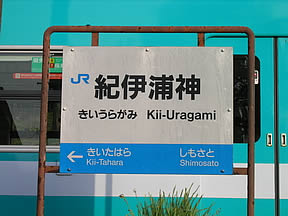 JR 紀伊浦神
きいうらがみ Kii-Uragami
きいたはら しもさと
Kii-Tahara Shimosato